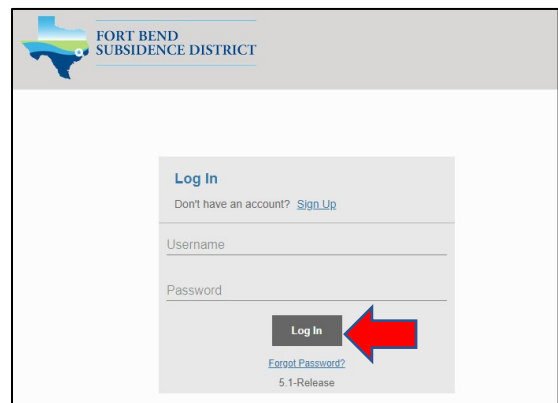 FORT BEND
SUBSIDENCE DISTRICT
Log In
Don't have an account? Sign Up
Username
Password
Log In
Forgot Password?
5.1-Release